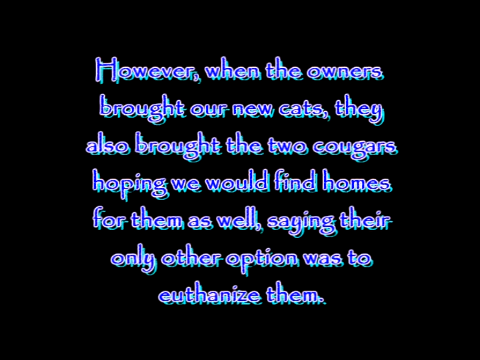 However, when the owners
brought our new cats, they
also brought the two cougars
hoping we would find homes
for them as well, saying their
only other option was to
euthanize them.